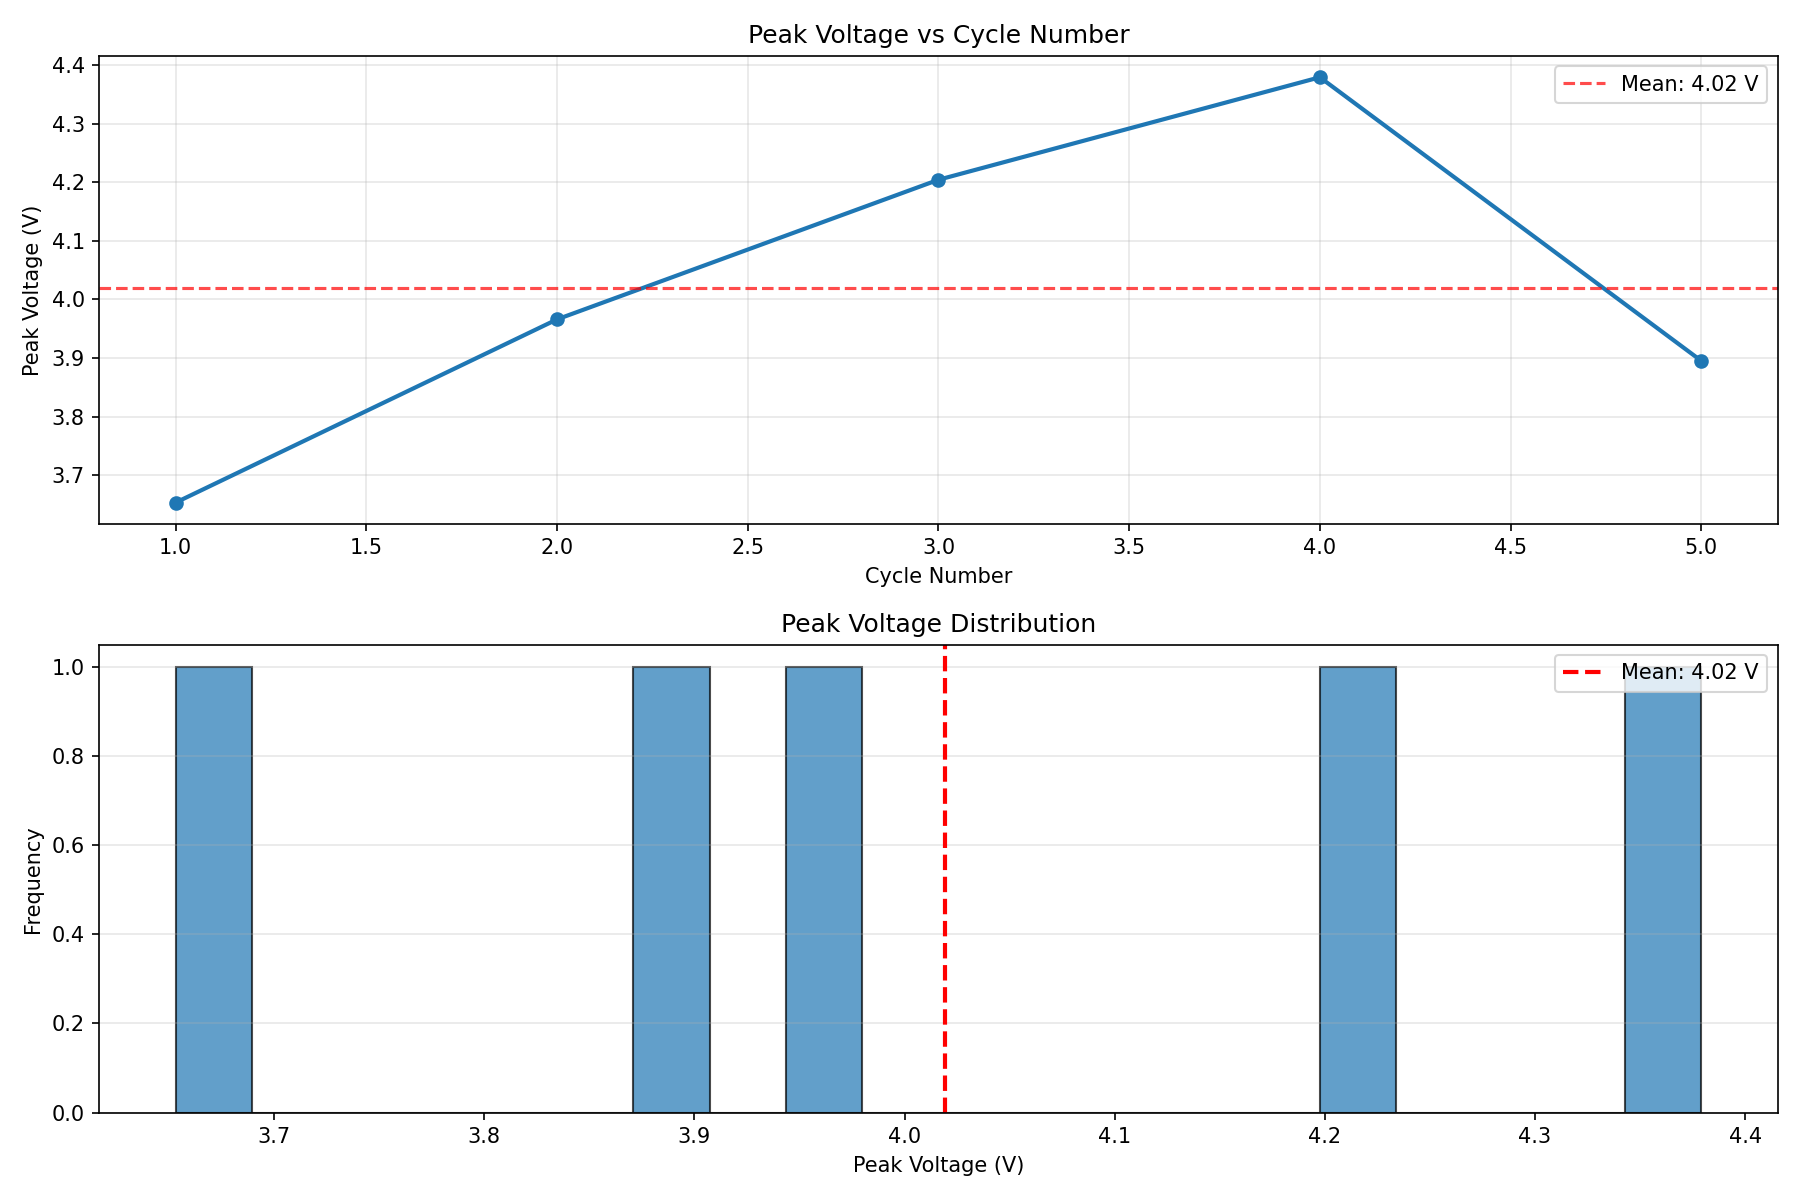 Peak Voltage vs Cycle Number
Mean: 4.02 V
4.4
4.3
4.2
4.1
4.0
3.9
3.8
3.7
Peak Voltage (V)
1.0 1.5 2.0 2.5 3.0 3.5 4.0 4.5 5.0
Cycle Number
Peak Voltage Distribution
Mean: 4.02 V
1.0
0.8
0.6
0.4
0.2
0.0
Frequency
3.7 3.8 3.9 4.0 4.1 4.2 4.3 4.4
Peak Voltage (V)